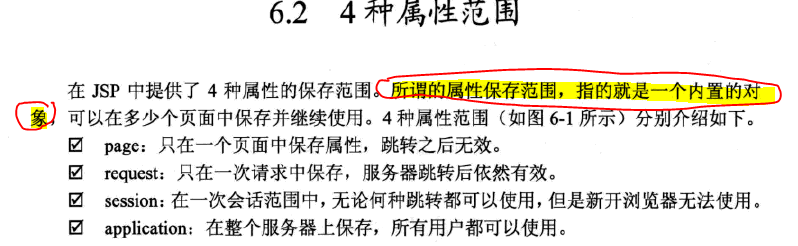 6.2 4种属性范围
在 JSP 中提供了 4 种属性的保存范围。所谓的属性保存范围，指的就是一个内置的对
象，可以在多少个页面中保存并继续使用。4 种属性范围（如图 6-1 所示）分别介绍如下。
☑ page：只在一个页面中保存属性，跳转之后无效。
☑ request：只在一次请求中保存，服务器跳转后依然有效。
☑ session：在一次会话范围中，无论何种跳转都可以使用，但是新开浏览器无法使用。
☑ application：在整个服务器上保存，所有用户都可以使用。